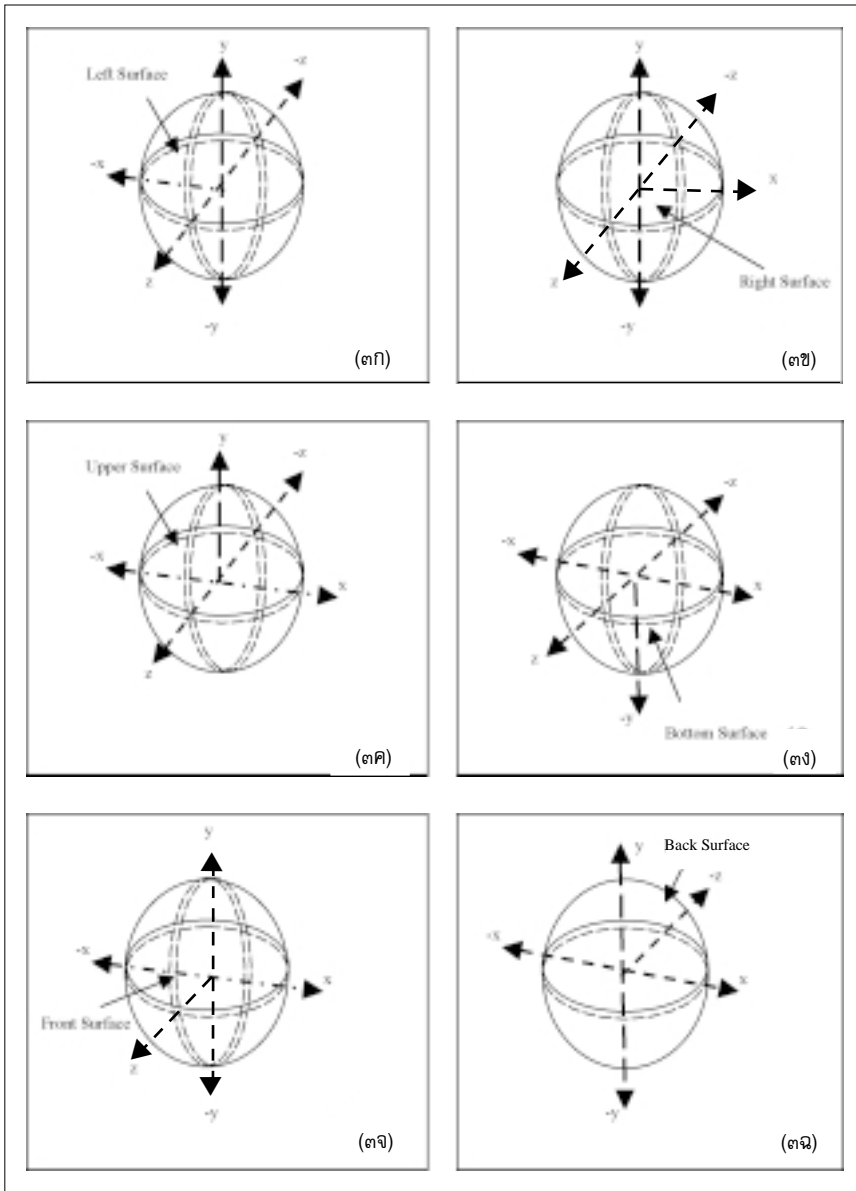 y
-z
Left Surface
-x
z
-y
(๓ก)
y
-z
x
z
Right Surface
-y
(๓ข)
y
-z
Upper Surface
-x
x
z
(๓ค)
-z
-x
x
z
-y
Bottom Surface
(๓ง)
y
-x
x
Front Surface
z
-y
(๓จ)
y
Back Surface
-z
-x
x
-y
(๓ฉ)